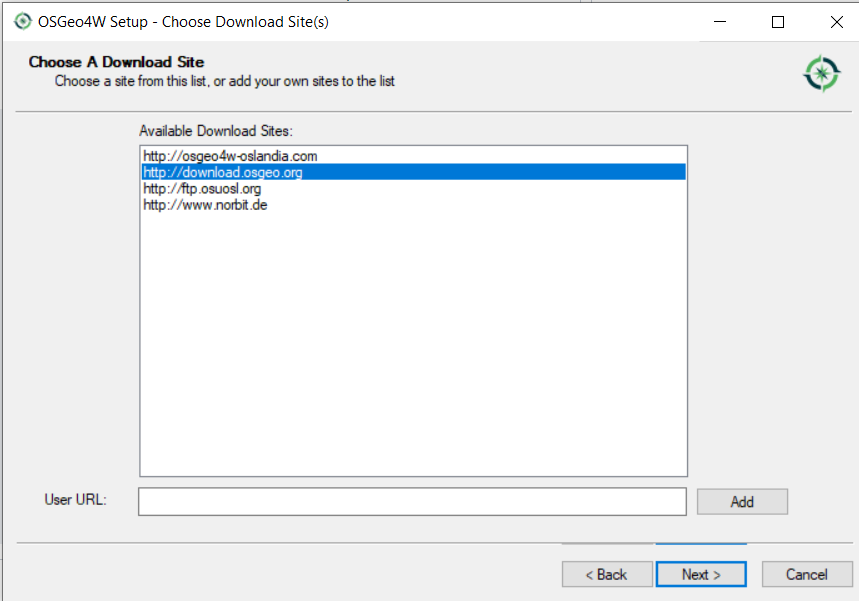 OSGeo4W Setup - Choose Download Site(s)
Choose A Download Site
Choose a site from this list, or add your own sites to the list
Available Download Sites:
http://osgeo4w-oslandia.com
http://download.osgeo.org
http://ftp.osuosl.org
http://www.norbit.de
User URL:
Add
< Back
Next >
Cancel